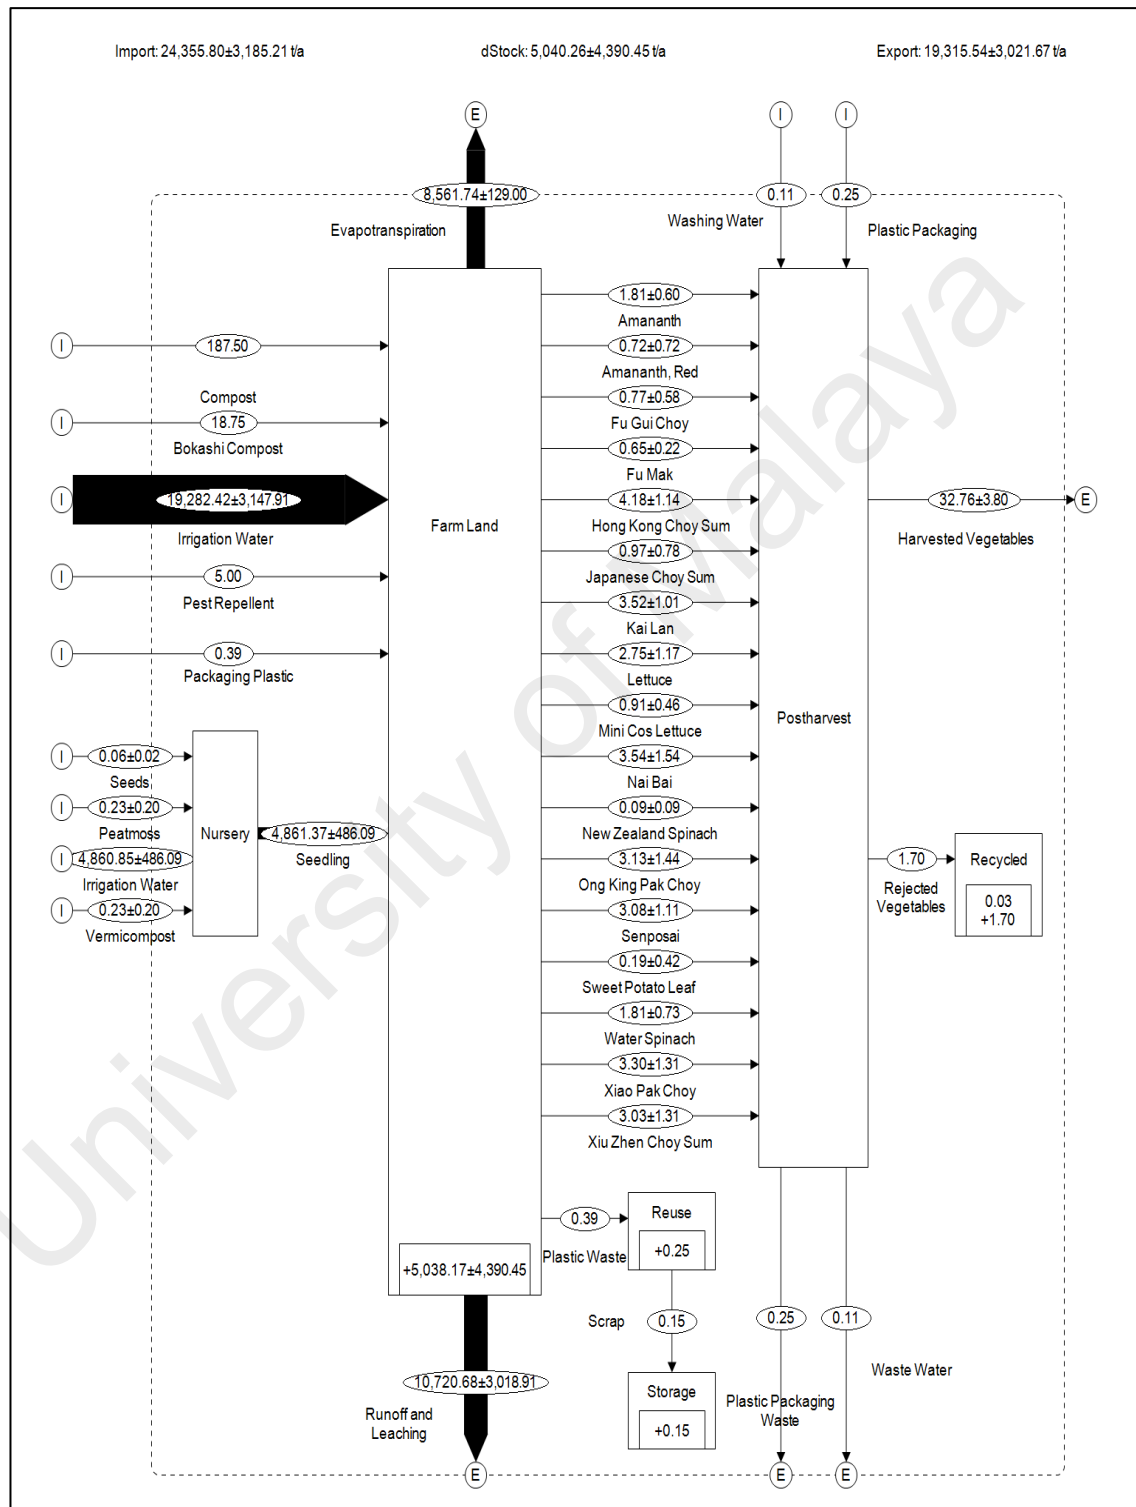 Import: 24,355.80±3,185.21 t/a
dStock: 5,040.26±4,390.45 t/a
Export: 19,315.54±3,021.67 t/a
E
I
I
8,561.74±129.00
0.11
0.25
Evapotranspiration
Washing Water
Plastic Packaging
I
187.50
Compost
I
18.75
Bokashi Compost
I
19,282.42±3,147.91
Irrigation Water
I
5.00
Pest Repellent
I
0.39
Packaging Plastic
I
0.06±0.02
Seeds
I
0.23±0.20
Peatmoss
I
4,860.85±486.09
Irrigation Water
I
0.23±0.20
Vermicompost
Nursery
4,861.37±486.09
Seedling
Farm Land
+5,038.17±4,390.45
1.81±0.60
Amananth
0.72±0.72
Amananth, Red
0.77±0.58
Fu Gui Choy
0.65±0.22
Fu Mak
4.18±1.14
Hong Kong Choy Sum
0.97±0.78
Japanese Choy Sum
3.52±1.01
Kai Lan
2.75±1.17
Lettuce
0.91±0.46
Mini Cos Lettuce
3.54±1.54
Nai Bai
0.09±0.09
New Zealand Spinach
3.13±1.44
Ong King Pak Choy
3.08±1.11
Senposai
0.19±0.42
Sweet Potato Leaf
1.81±0.73
Water Spinach
3.30±1.31
Xiao Pak Choy
3.03±1.31
Xiu Zhen Choy Sum
Postharvest
32.76±3.80
E
Harvested Vegetables
1.70
Rejected
Vegetables
Recycled
0.03
+1.70
0.39
Plastic Waste
Reuse
+0.25
Scrap
0.15
Storage
+0.15
0.25
0.11
Plastic Packaging
Waste
Waste Water
10,720.68±3,018.91
Runoff and
Leaching
E
E
E
University of Malaya